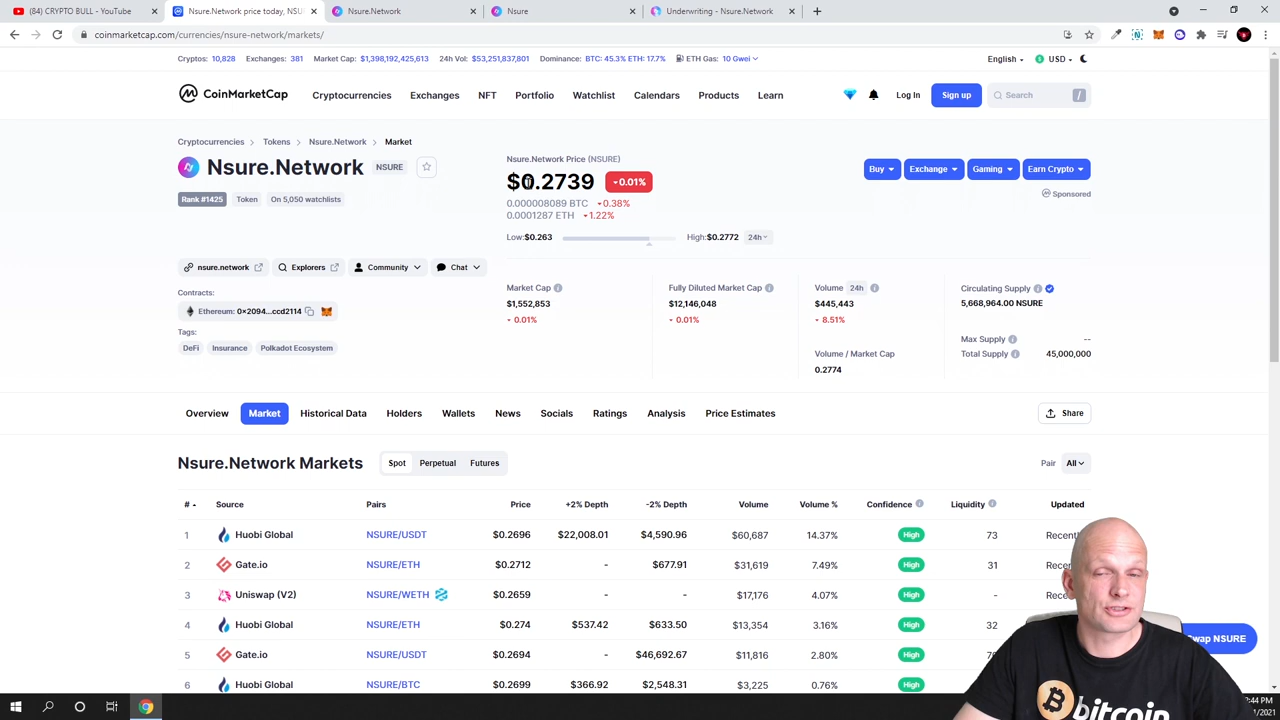 (84) CRYPTO BULL - YouTube
Nsure.Network price today, NSU
Nsure.Network
Nsure
Underwriting - Nsure.Network
coinmarketcap.com/currencies/nsure-network/markets/
Cryptos: 10,828 Exchanges: 381 Market Cap: $1,398,192,425,613 24h Vol: $53,251,837,801 Dominance: BTC: 45.3% ETH: 17.7% ETH Gas: 10 Gwei
English USD
CoinMarketCap
Cryptocurrencies Exchanges NFT Portfolio Watchlist Calendars Products Learn
Log In Sign up Search /
Cryptocurrencies > Tokens > Nsure.Network > Market
Nsure.Network NSURE
Rank #1425 Token On 5,050 watchlists
Nsure.Network Price (NSURE)
$0.2739 0.01%
0.000008089 BTC 0.38%
0.0001287 ETH 1.22%
Low:$0.263 High:$0.2772 24h
Buy Exchange Gaming Earn Crypto
Sponsored
nsure.network Explorers Community Chat
Contracts:
Ethereum: 0x2094...ccd2114
Tags:
DeFi Insurance Polkadot Ecosystem
Market Cap
$1,552,853
0.01%
Fully Diluted Market Cap
$12,146,048
0.01%
Volume 24h
$445,443
8.51%
Volume / Market Cap
0.2774
Circulating Supply
5,668,964.00 NSURE
Max Supply --
Total Supply 45,000,000
Overview Market Historical Data Holders Wallets News Socials Ratings Analysis Price Estimates
Share
Nsure.Network Markets Spot Perpetual Futures
Pair All
# Source Pairs Price +2% Depth -2% Depth Volume Volume % Confidence Liquidity Updated
1 Huobi Global NSURE/USDT $0.2696 $22,008.01 $4,590.96 $60,687 14.37% High 73 Recent
2 Gate.io NSURE/ETH $0.2712 - $677.91 $31,619 7.49% High 31
3 Uniswap (V2) NSURE/WETH $0.2659 - - $17,176 4.07% High -
4 Huobi Global NSURE/ETH $0.274 $537.42 $633.50 $13,354 3.16% High 32
5 Gate.io NSURE/USDT $0.2694 - $46,692.67 $11,816 2.80% High
6 Huobi Global NSURE/BTC $0.2699 $366.92 $2,548.31 $3,225 0.76% High
NSURE
bitcoin